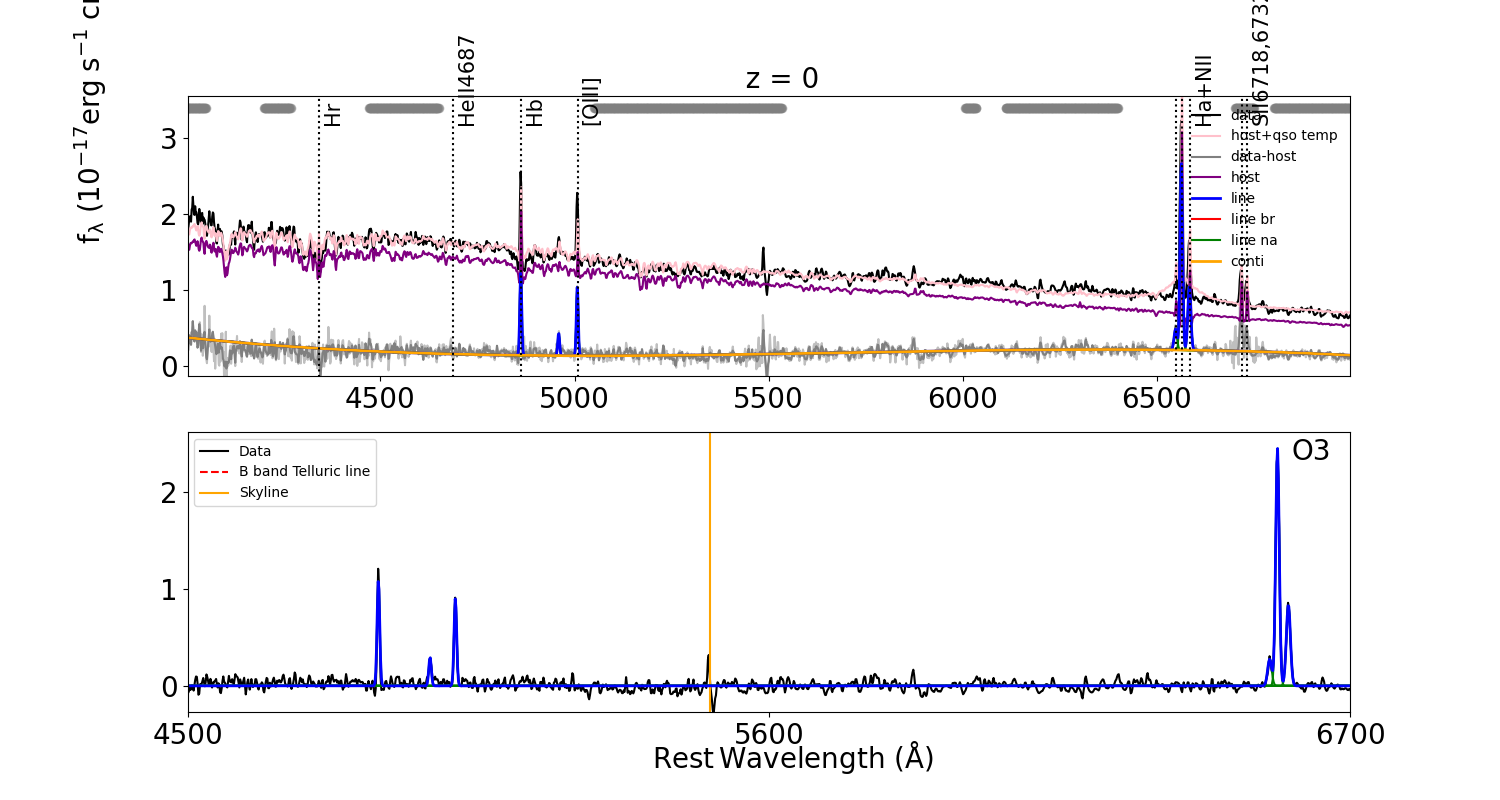 z = 0
f_λ (10^−17 erg s^−1
Hr
HeII4687
Hb
[OIII]
Ha+NII
SII6718,6732
data
host+qso temp
data-host
host
line
line br
line na
conti
3
2
1
0
4500 5000 5500 6000 6500
Data
B band Telluric line
Skyline
O3
2
1
0
4500 5600 6700
Rest Wavelength (Å)